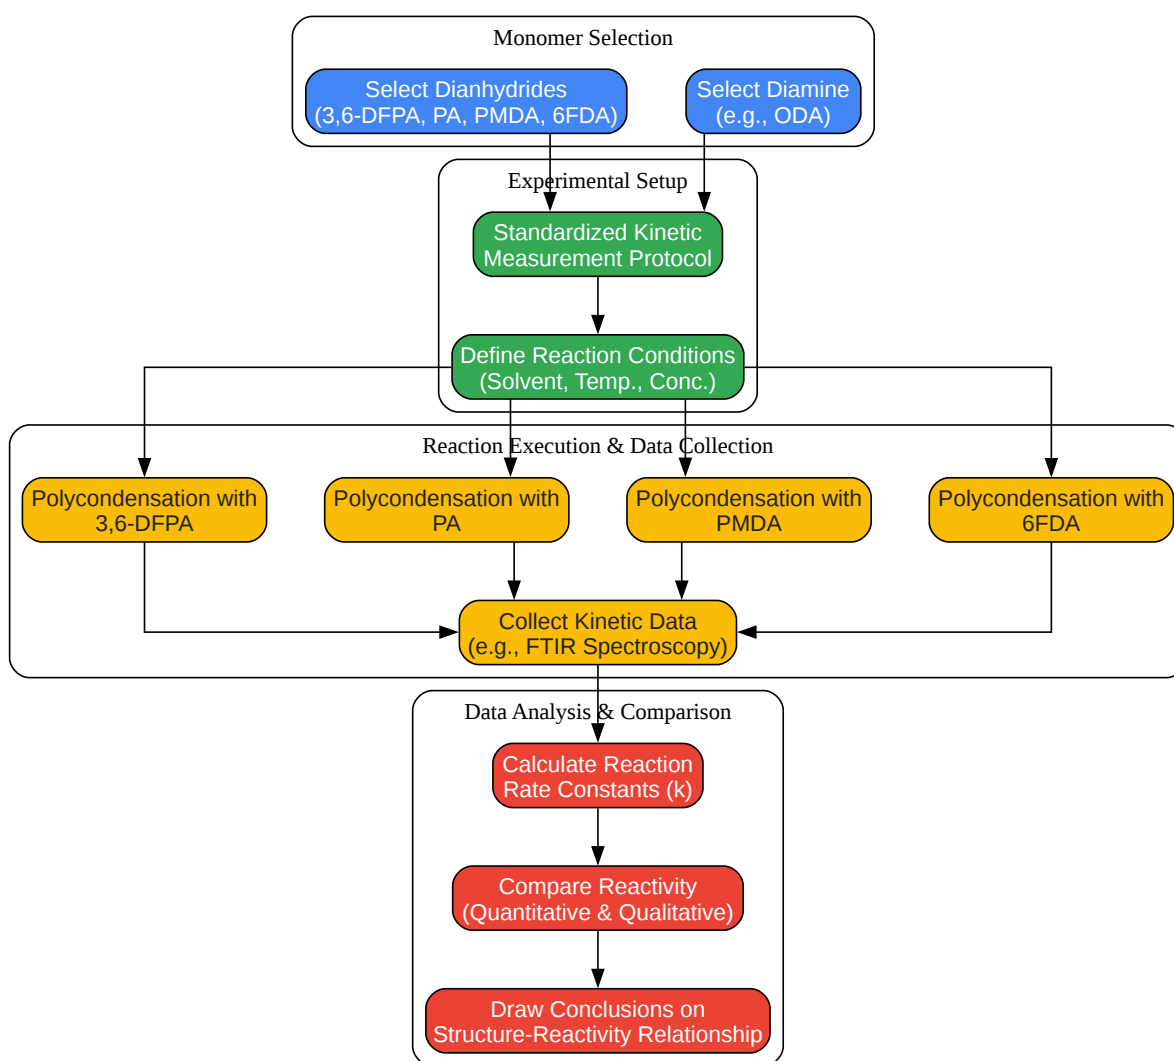 Monomer Selection
Select Dianhydrides
(3,6-DFPA, PA, PMDA, 6FDA)
Select Diamine
(e.g., ODA)
Experimental Setup
Standardized Kinetic
Measurement Protocol
Define Reaction Conditions
(Solvent, Temp., Conc.)
Reaction Execution & Data Collection
Polycondensation with
3,6-DFPA
Polycondensation with
PA
Polycondensation with
PMDA
Polycondensation with
6FDA
Collect Kinetic Data
(e.g., FTIR Spectroscopy)
Data Analysis & Comparison
Calculate Reaction
Rate Constants (k)
Compare Reactivity
(Quantitative & Qualitative)
Draw Conclusions on
Structure-Reactivity Relationship